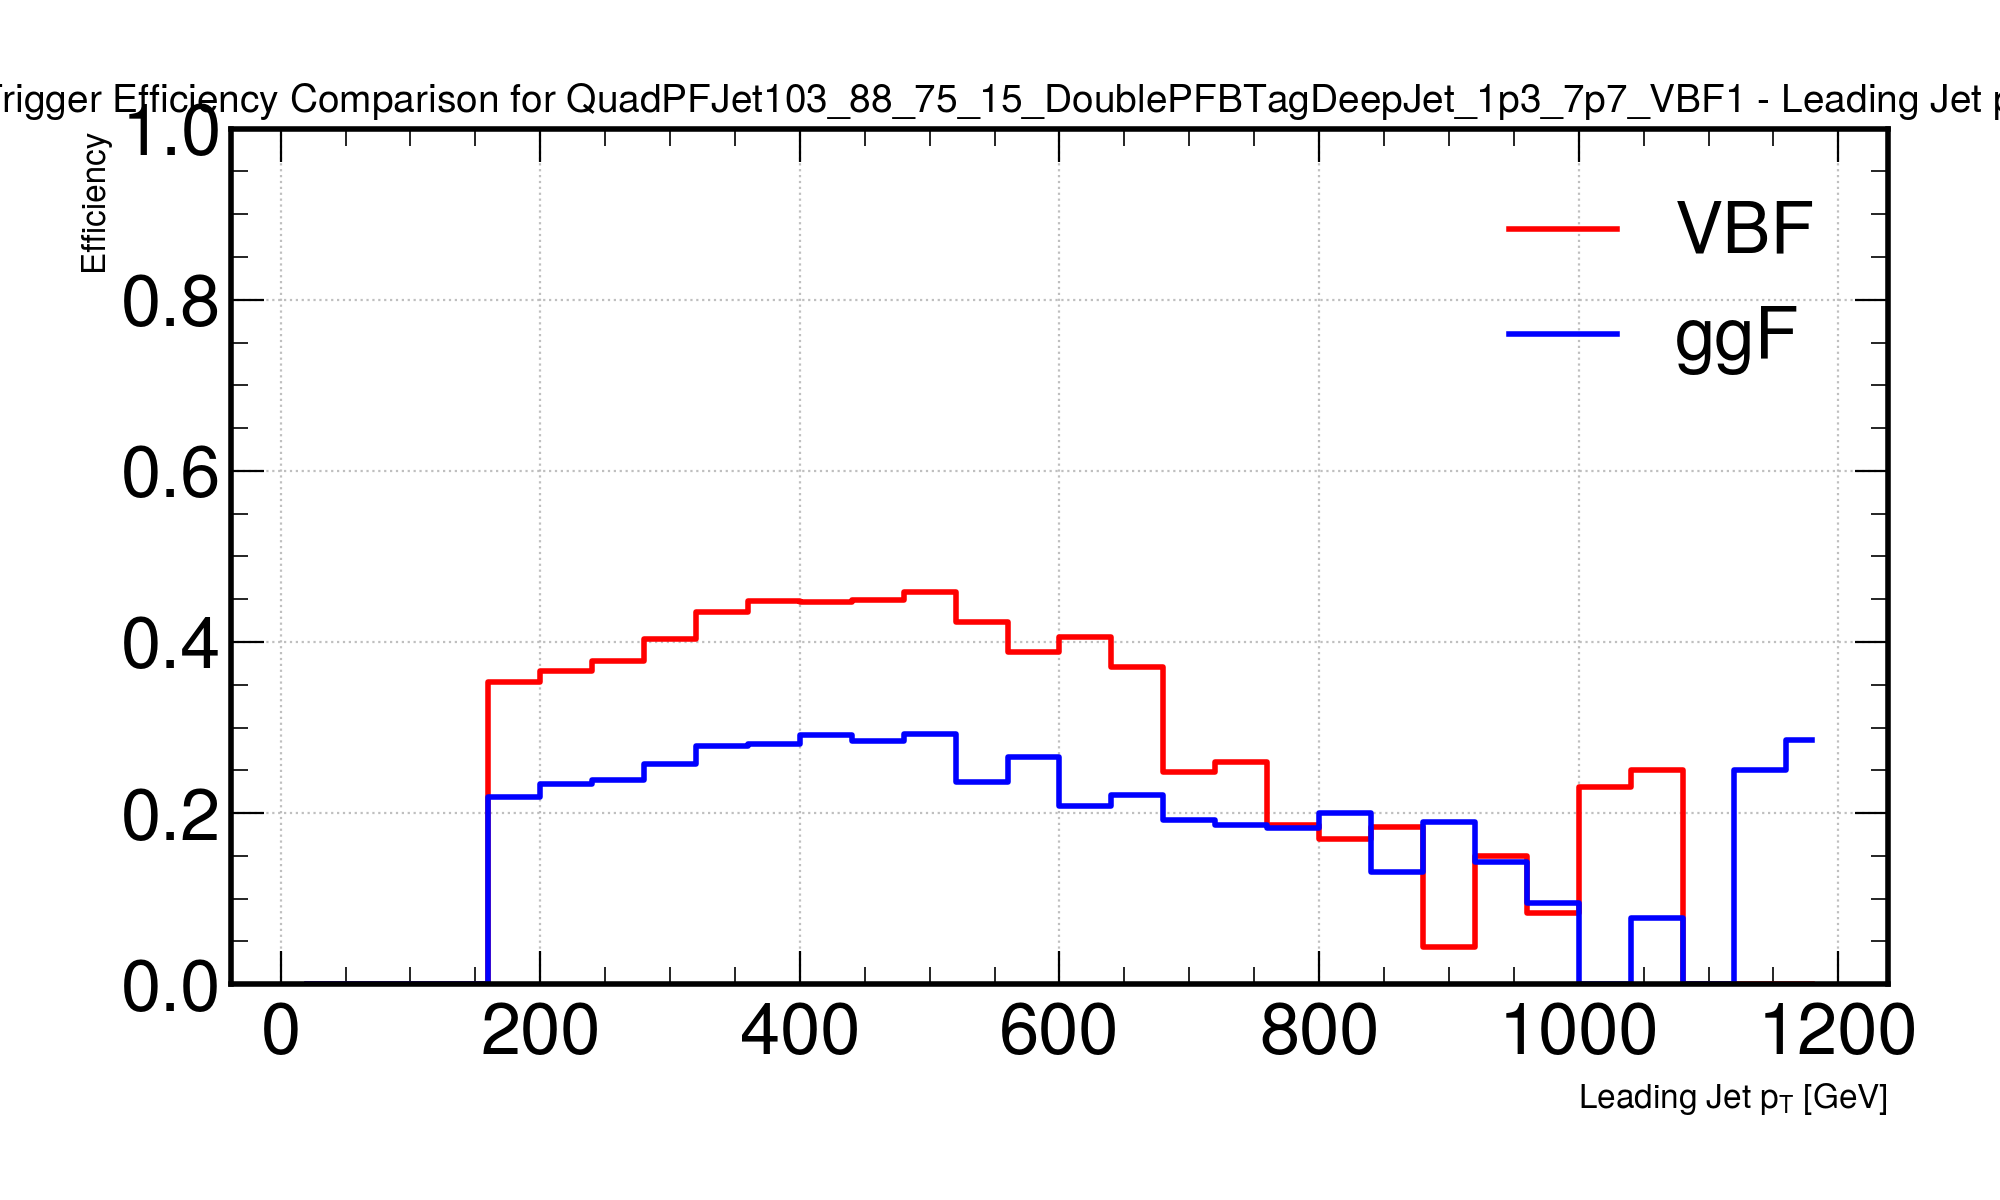 rigger Efficiency Comparison for QuadPFJet103_88_75_15_DoublePFBTagDeepJet_1p3_7p7_VBF1 - Leading Jet p
Efficiency
1.0
0.8
0.6
0.4
0.2
0.0
VBF
ggF
0 200 400 600 800 1000 1200
Leading Jet pT [GeV]